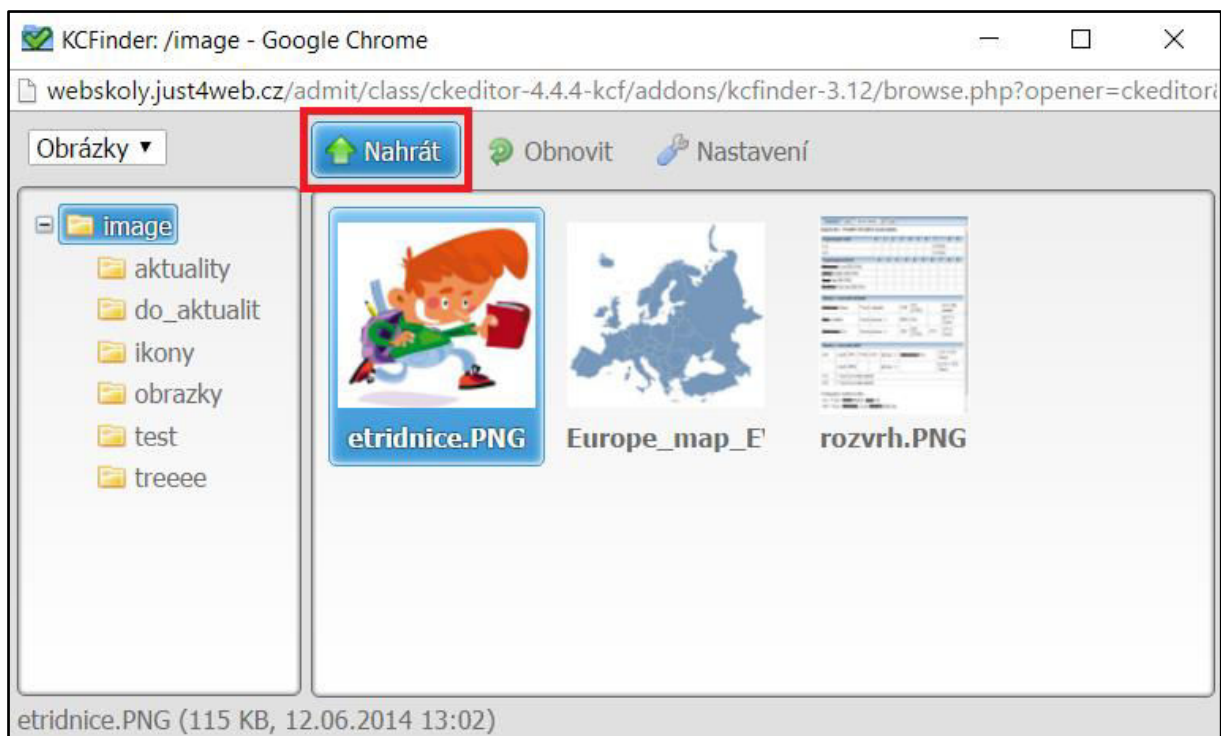 KCFinder: /image - Google Chrome
webskoly.just4web.cz/admit/class/ckeditor-4.4.4-kcf/addons/kcfinder-3.12/browse.php?opener=ckeditor
Obrázky Nahrát Obnovit Nastavení
image
aktuality
do_aktualit
ikony
obrazky
test
treeee
etridnice.PNG Europe_map_E rozvrh.PNG
etridnice.PNG (115 KB, 12.06.2014 13:02)